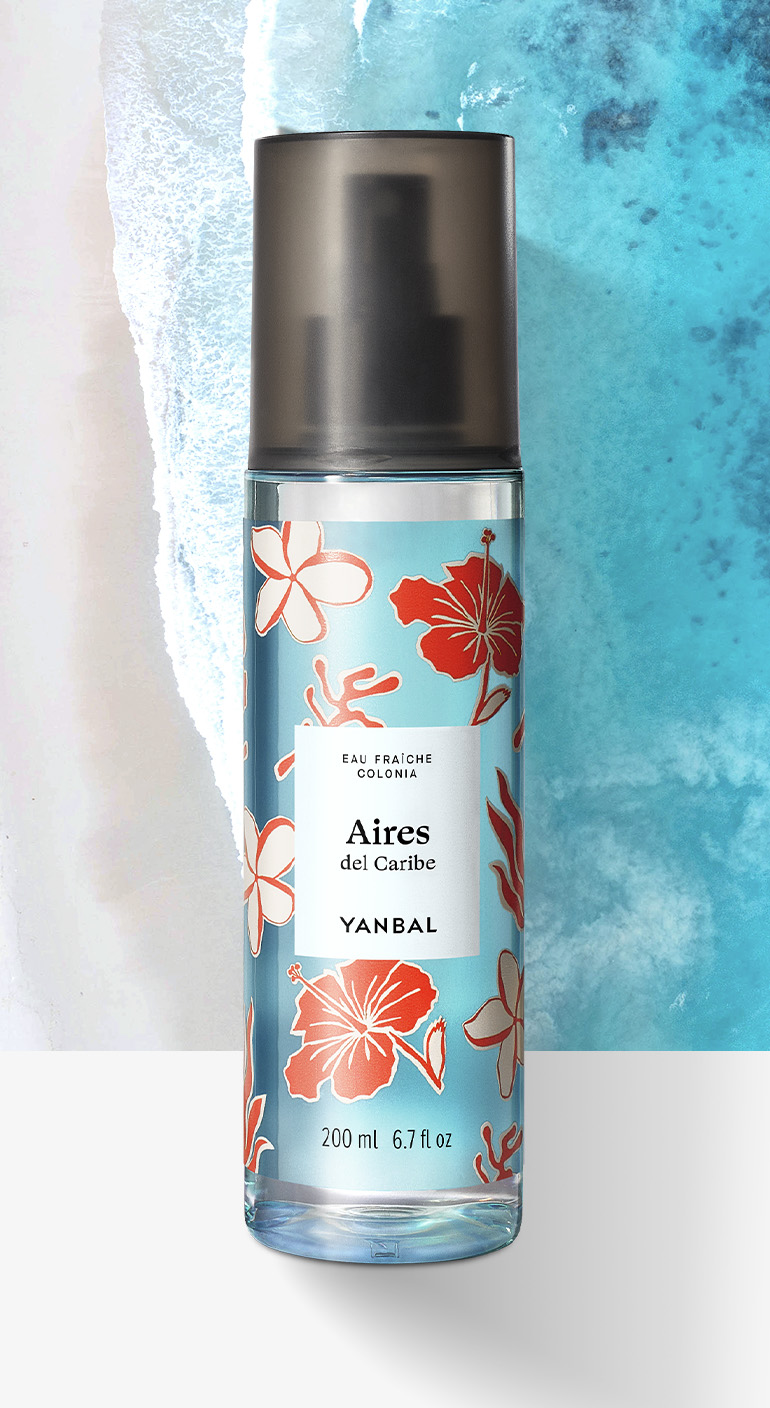 EAU FRAÎCHE
COLONIA
Aires
del Caribe
YANBAL
200 ml 6.7 fl oz